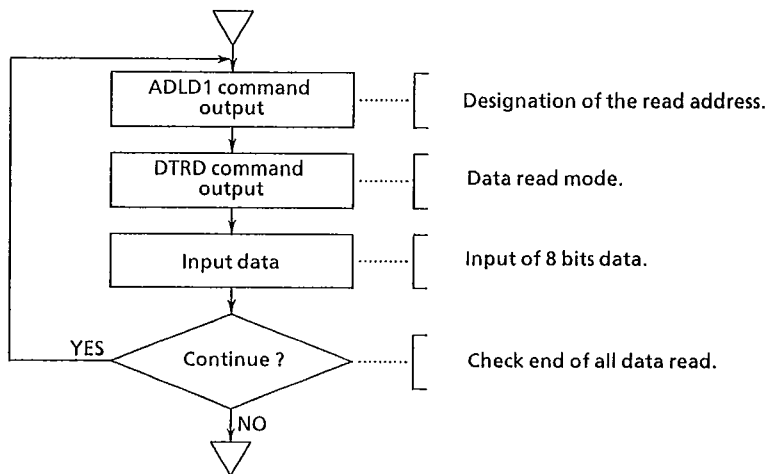 ADLD1 command
output
Designation of the read address.
DTRD command
output
Data read mode.
Input data
Input of 8 bits data.
YES
Continue ?
Check end of all data read.
NO